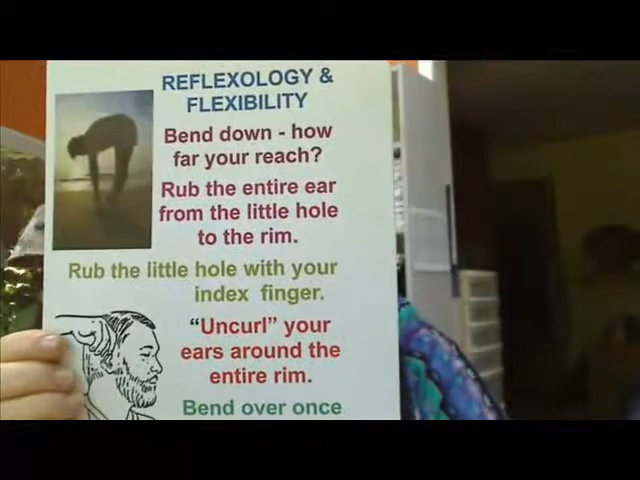 REFLEXOLOGY &
FLEXIBILITY
Bend down - how
far your reach?
Rub the entire ear
from the little hole
to the rim.
Rub the little hole with your
index finger.
“Uncurl” your
ears around the
entire rim.
Bend over once